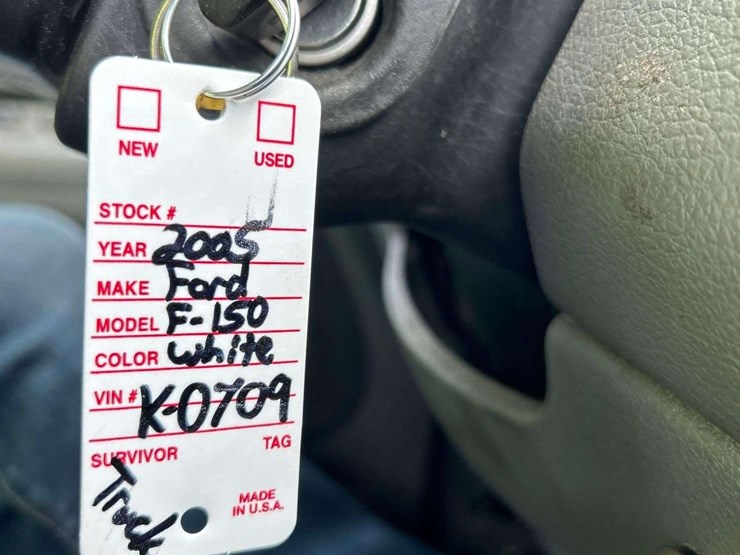 NEW
USED
STOCK #
YEAR 2005
MAKE Ford
MODEL F-150
COLOR white
VIN # K-0709
SURVIVOR TAG
Truck
MADE
IN U.S.A.